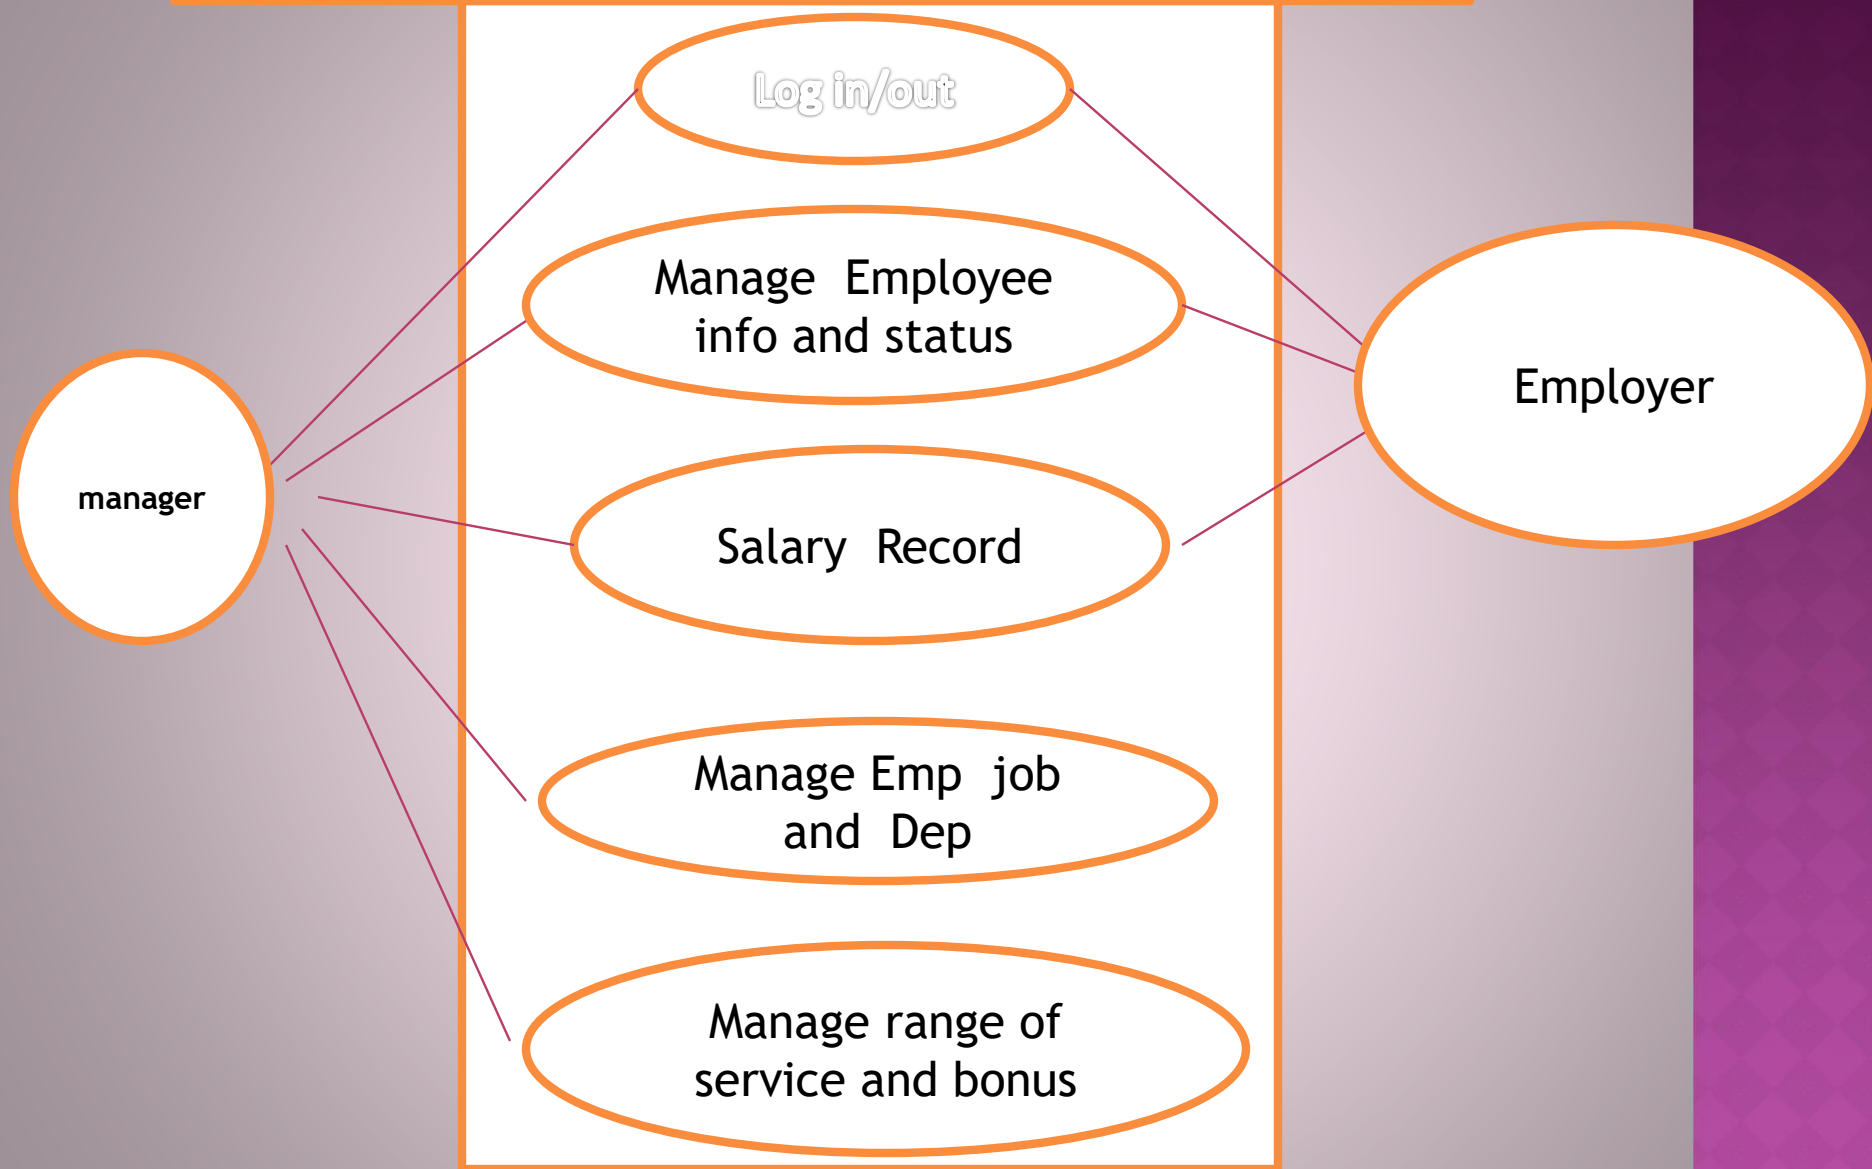 Log in/out
Manage Employee
info and status
Employer
manager
Salary Record
Manage Emp job
and Dep
Manage range of
service and bonus